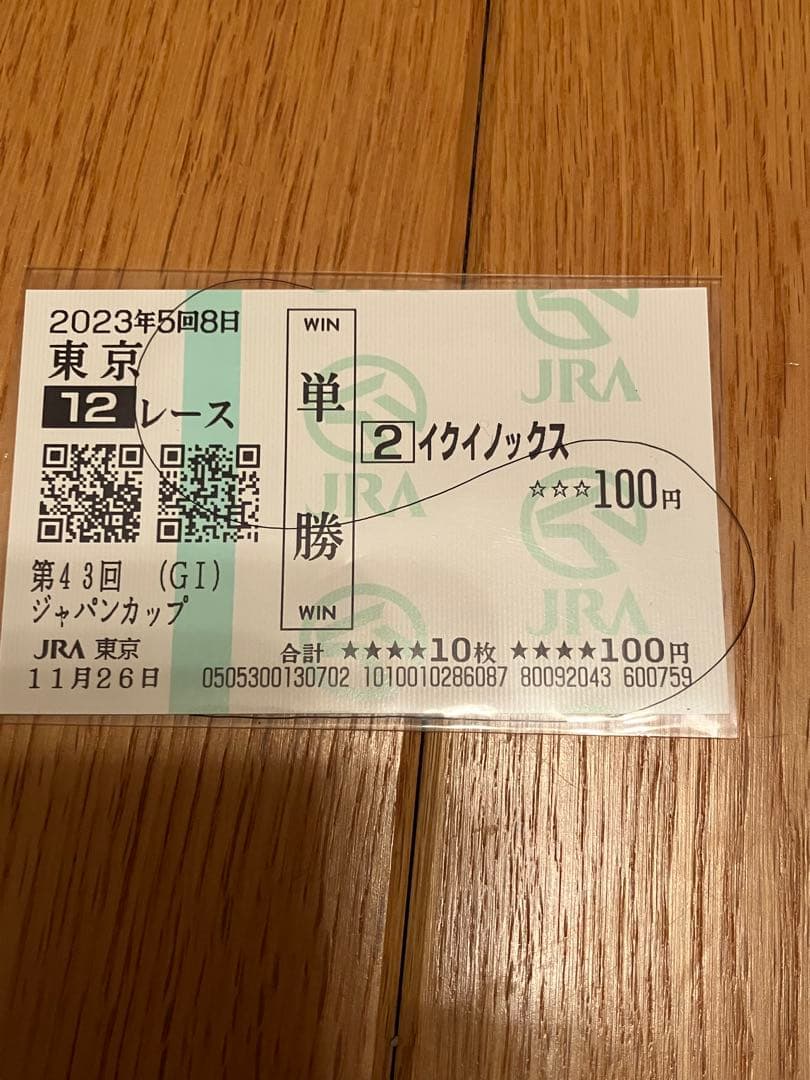 2023年5回8日
東京
12レース
WIN
単勝
WIN
2イクイノックス
☆☆☆100円
JRA
JRA
JRA
第43回 (GI)
ジャパンカップ
JRA 東京
11月26日
合計 ★★★★10枚 ★★★★100円
0505300130702 1010010286087 80092043 600759